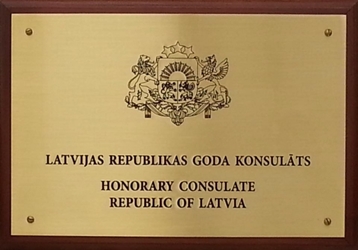 LATVIJAS REPUBLIKAS GODA KONSULĀTS
HONORARY CONSULATE
REPUBLIC OF LATVIA